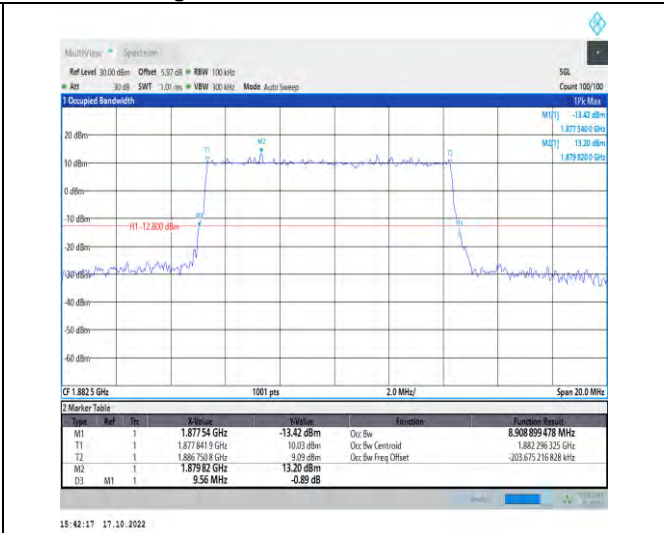 MultiView Spectrum
Ref Level 30.00 dBm Offset 5.97 dB RBW 100 kHz SGL
Att 30 dB SWT 1.01 ms VBW 300 kHz Mode Auto Sweep Count 100/100
1 Occupied Bandwidth 1Pk Max
M1[1] -13.42 dBm
1.877 540 0 GHz
M2[1] 13.20 dBm
1.879 820 0 GHz
20 dBm
M2
T1
T2
10 dBm
0 dBm
-10 dBm
M1
H1 -12.800 dBm
-20 dBm
-30 dBm
-40 dBm
-50 dBm
-60 dBm
CF 1.882 5 GHz 1001 pts 2.0 MHz/ Span 20.0 MHz
2 Marker Table
Type Ref Trc X-Value Y-Value Function Function Result
M1 1 1.877 54 GHz -13.42 dBm Occ Bw 8.908 899 478 MHz
T1 1 1.877 841 9 GHz 10.03 dBm Occ Bw Centroid 1.882 296 325 GHz
T2 1 1.886 750 8 GHz 9.09 dBm Occ Bw Freq Offset -203.675 216 828 kHz
M2 1 1.879 82 GHz 13.20 dBm
D3 M1 1 9.56 MHz -0.89 dB
15:42:17 17.10.2022